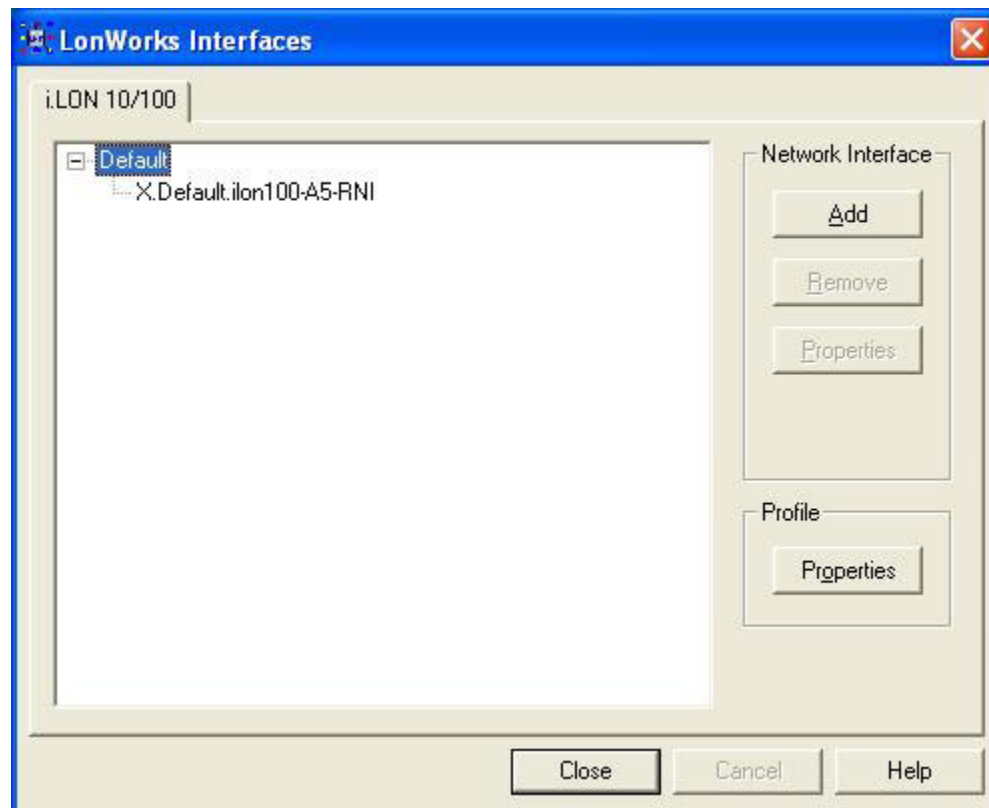 LonWorks Interfaces
i.LON 10/100
Default
X.Default.ilon100-A5-RNI
Network Interface
Add
Remove
Properties
Profile
Properties
Close
Cancel
Help